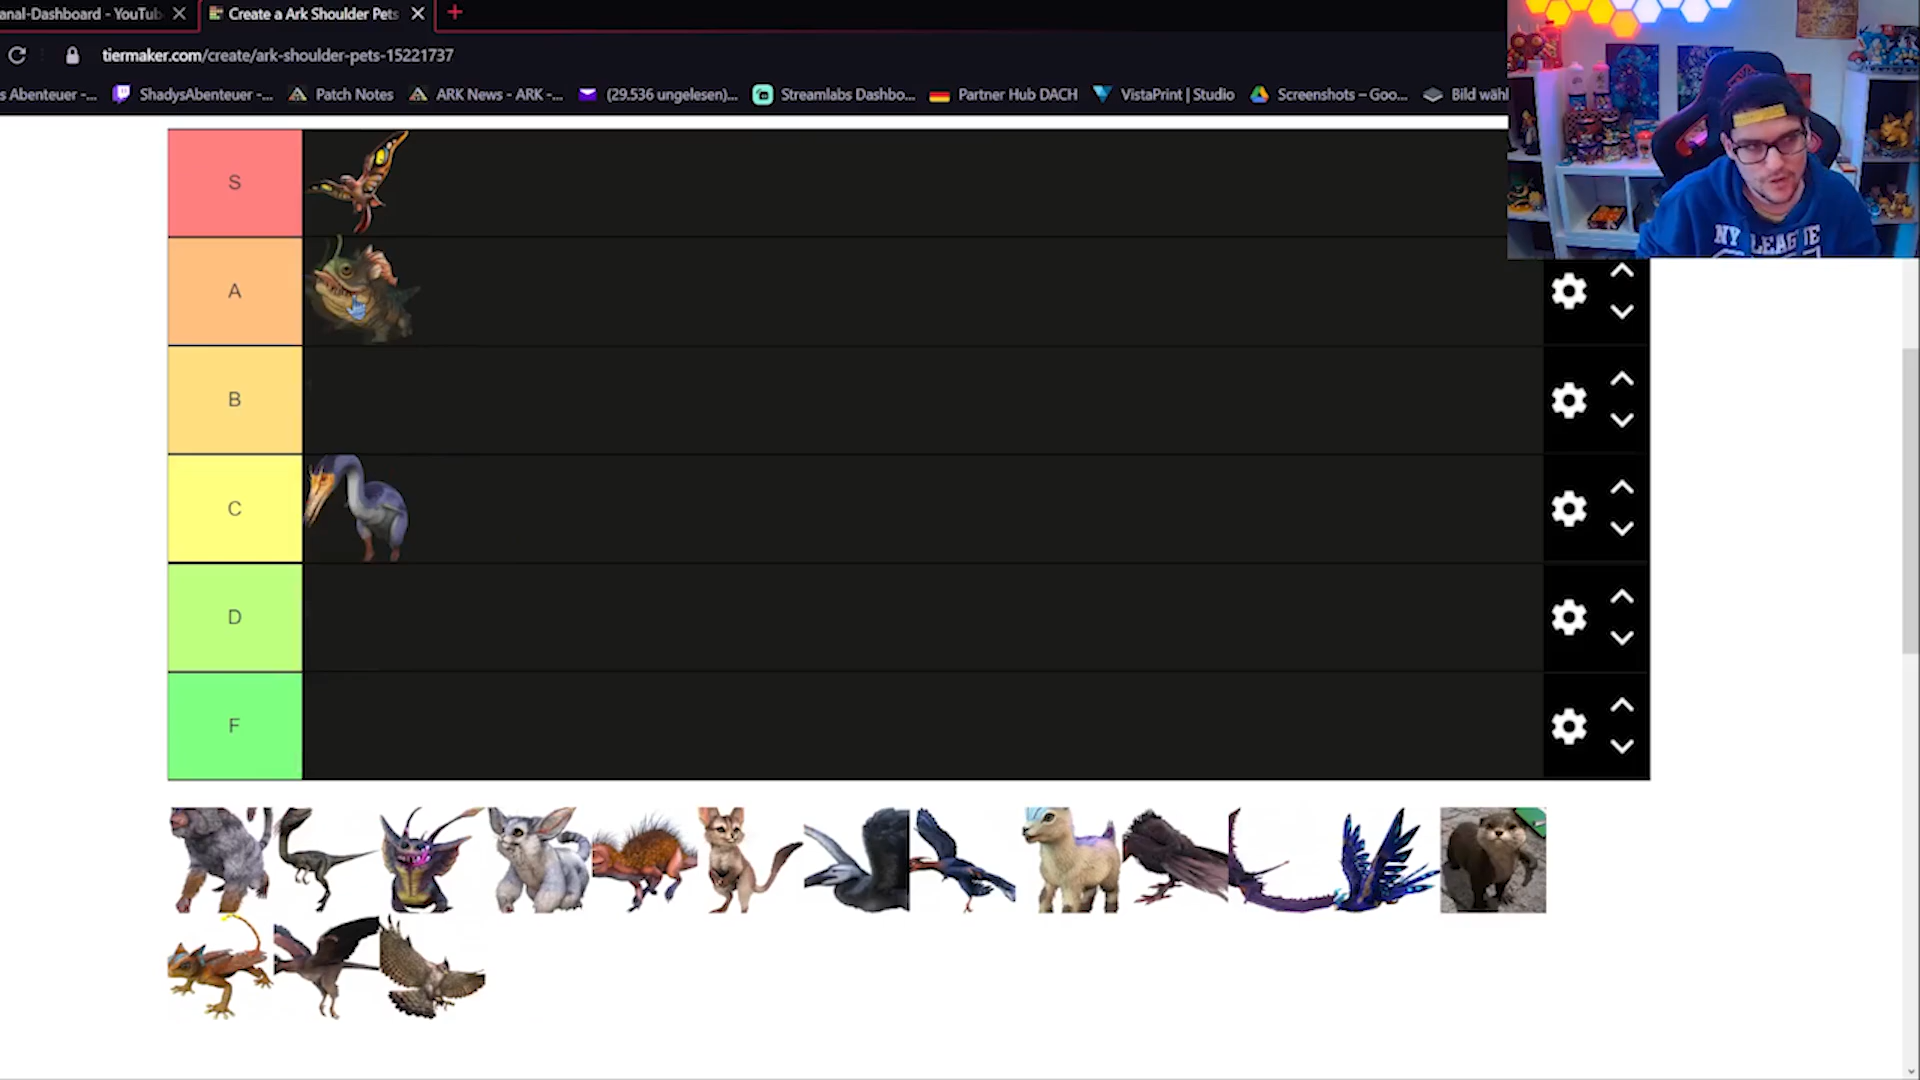 anal-Dashboard - YouTub
Create a Ark Shoulder Pets
tiermaker.com/create/ark-shoulder-pets-15221737
s Abenteuer -... ShadysAbenteuer -... Patch Notes ARK News - ARK -... (29.536 ungelesen)... Streamlabs Dashbo... Partner Hub DACH VistaPrint | Studio Screenshots – Goo... Bild wähl
S
A
B
C
D
F
NY LEAGUE